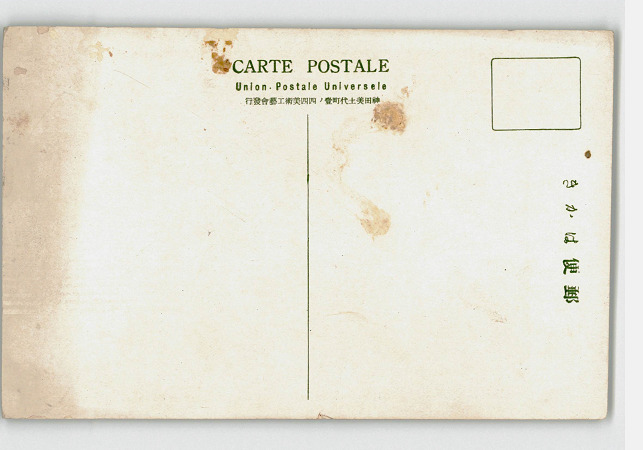 CARTE POSTALE
Union Postale Universele
行發會藝工術美四四ノ壹町代土美田神
きかは便郵